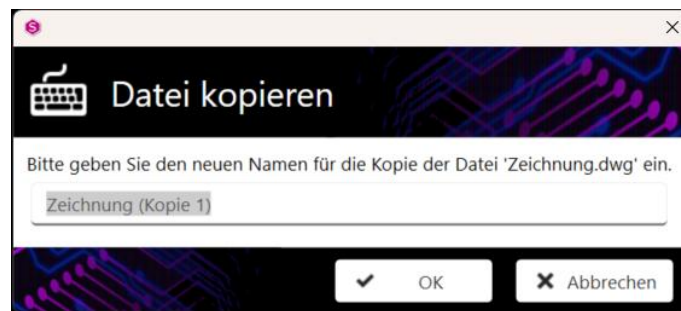 Datei kopieren
Bitte geben Sie den neuen Namen für die Kopie der Datei 'Zeichnung.dwg' ein.
Zeichnung (Kopie 1)
OK
Abbrechen